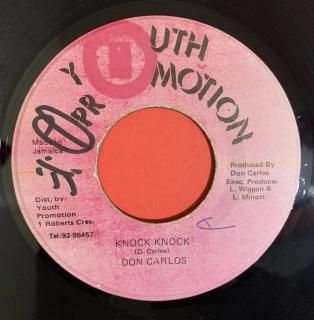 YOUTH
PROMOTION
Made in
Jamaica
Produced By
Don Carlos
Exec. Producer
L. Wiggan &
L. Minott
Dist. by:
Youth
Promotion
1 Roberts Cres.
Tel:92-95457
KNOCK KNOCK
(D. Carlos)
DON CARLOS